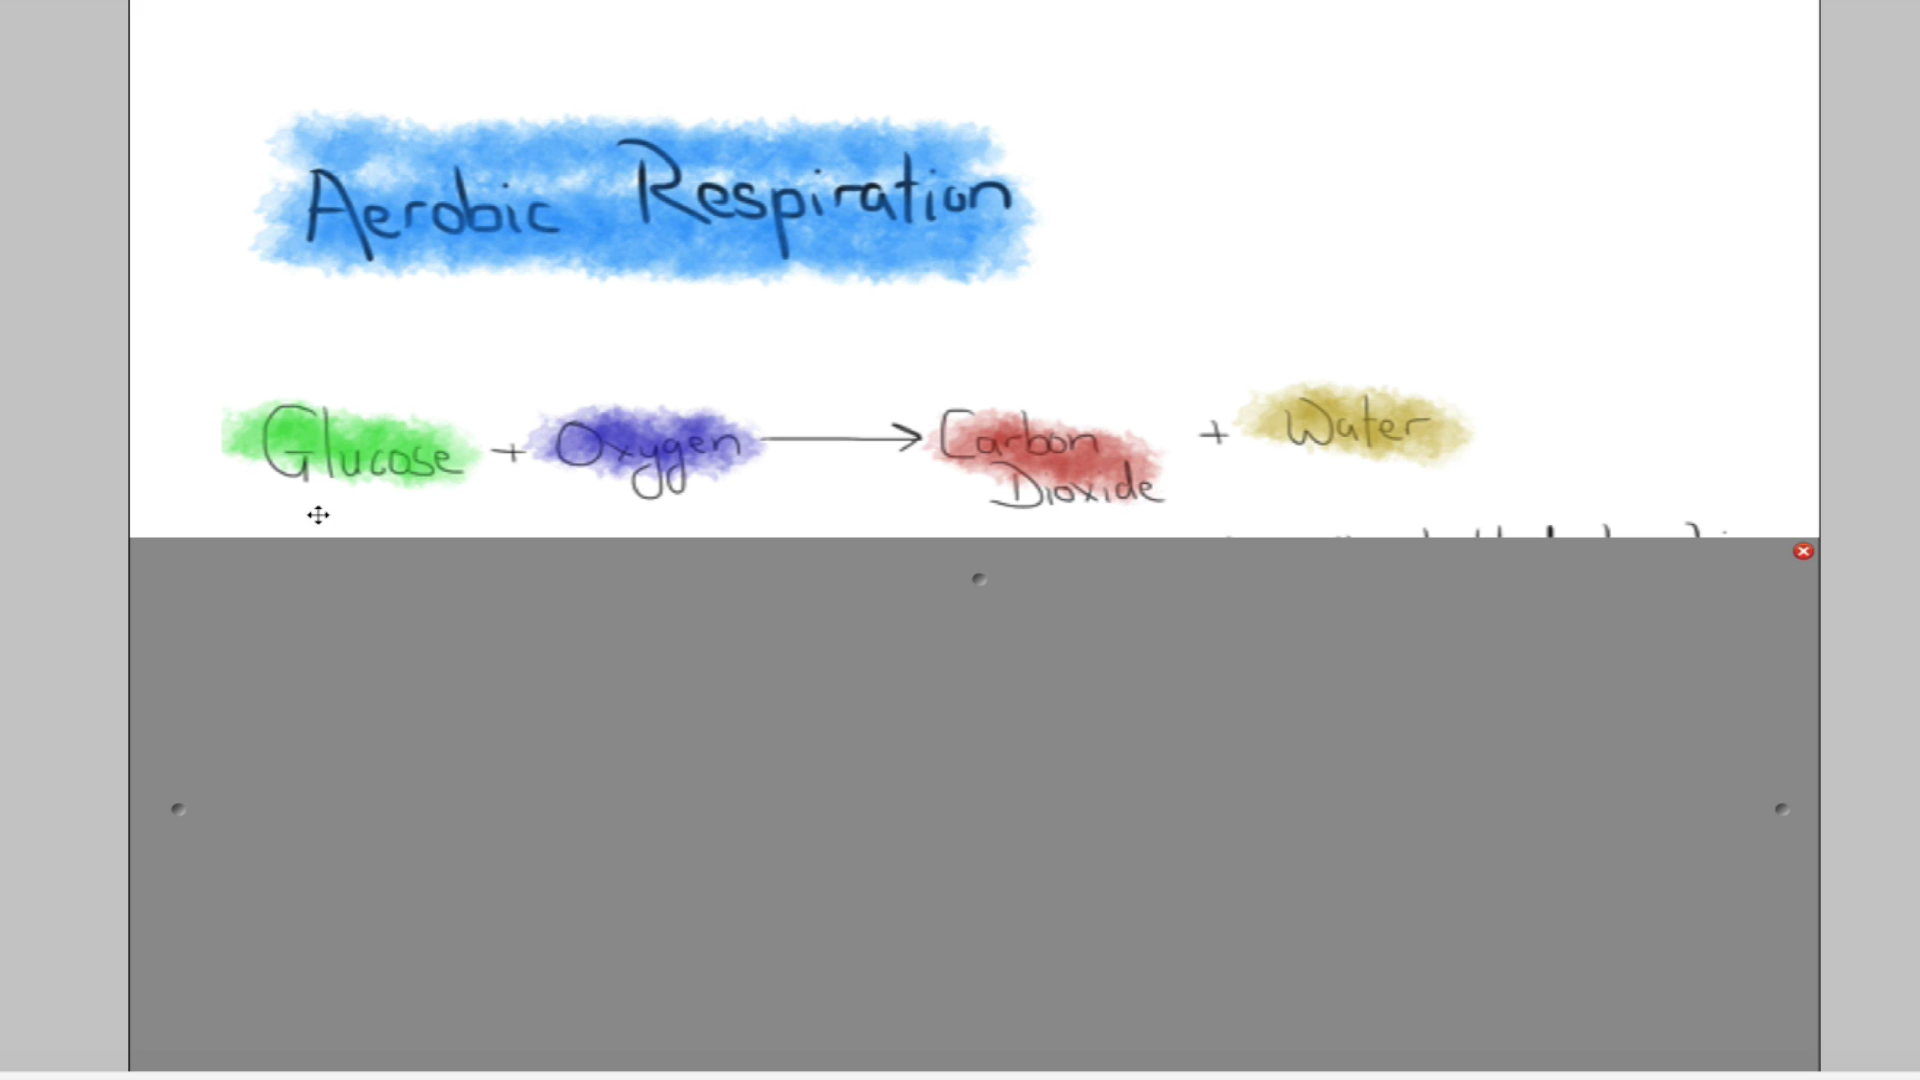 Aerobic Respiration
Glucose + Oxygen → Carbon Dioxide + Water